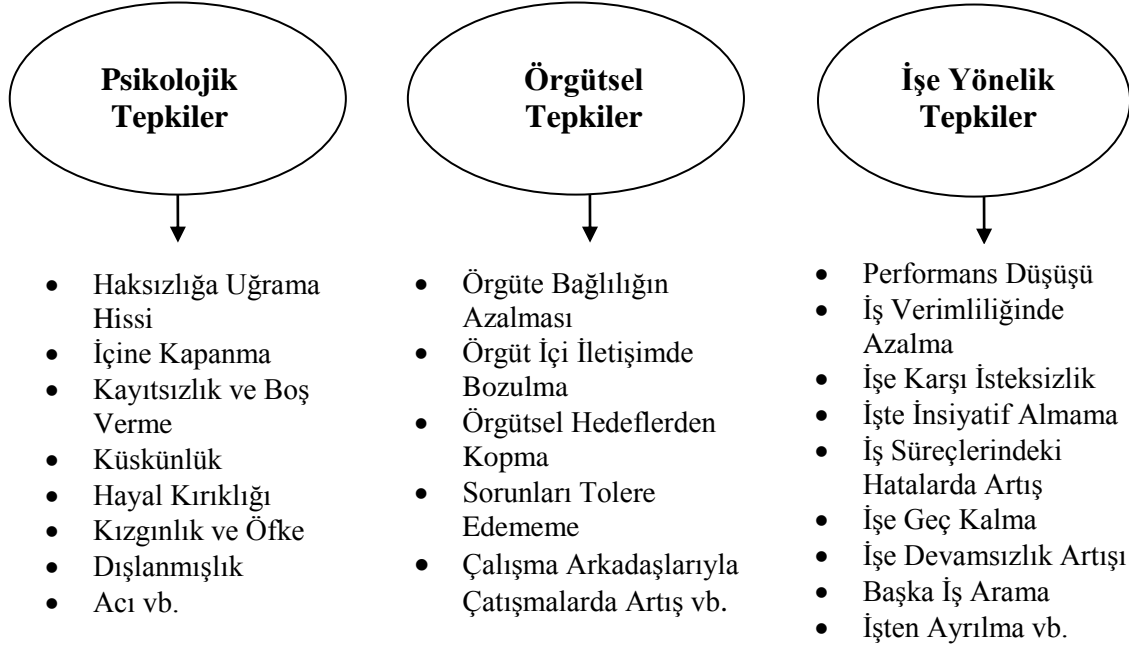 Psikolojik
Tepkiler
Örgütsel
Tepkiler
İşe Yönelik
Tepkiler
• Haksızlığa Uğrama
Hissi
• İçine Kapanma
• Kayıtsızlık ve Boş
Verme
• Küskünlük
• Hayal Kırıklığı
• Kızgınlık ve Öfke
• Dışlanmışlık
• Acı vb.
• Örgüte Bağlılığın
Azalması
• Örgüt İçi İletişimde
Bozulma
• Örgütsel Hedeflerden
Kopma
• Sorunları Tolere
Edememe
• Çalışma Arkadaşlarıyla
Çatışmalarda Artış vb.
• Performans Düşüşü
• İş Verimliliğinde
Azalma
• İşe Karşı İsteksizlik
• İşte İnsiyatif Almama
• İş Süreçlerindeki
Hatalarda Artış
• İşe Geç Kalma
• İşe Devamsızlık Artışı
• Başka İş Arama
• İşten Ayrılma vb.